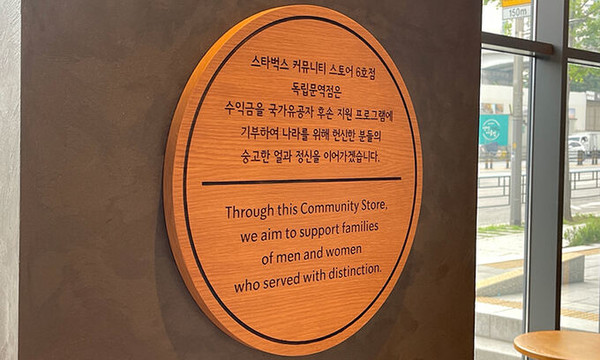 스타벅스 커뮤니티 스토어 6호점
독립문역점은
수익금을 국가유공자 후손 지원 프로그램에
기부하여 나라를 위해 헌신한 분들의
숭고한 얼과 정신을 이어가겠습니다.
Through this Community Store,
we aim to support families
of men and women
who served with distinction.
150m